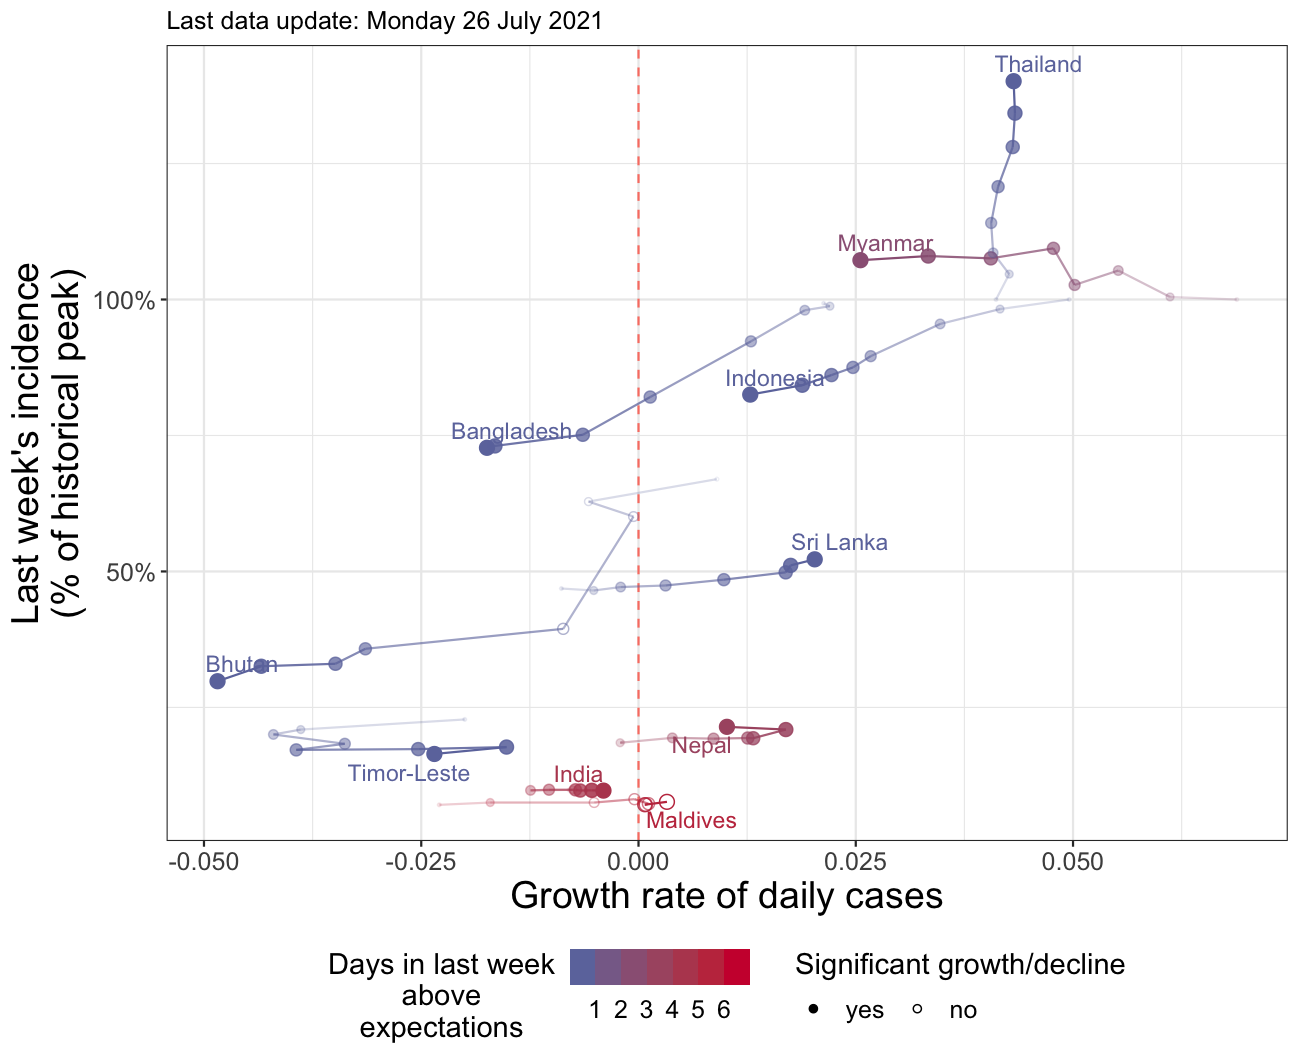 Last data update: Monday 26 July 2021
Thailand
Myanmar
100%
Indonesia
Bangladesh
Sri Lanka
50%
Bhutan
Nepal
Timor-Leste
India
Maldives
Last week's incidence
(% of historical peak)
-0.050 -0.025 0.000 0.025 0.050
Growth rate of daily cases
Days in last week
above
expectations
1 2 3 4 5 6
Significant growth/decline
yes no